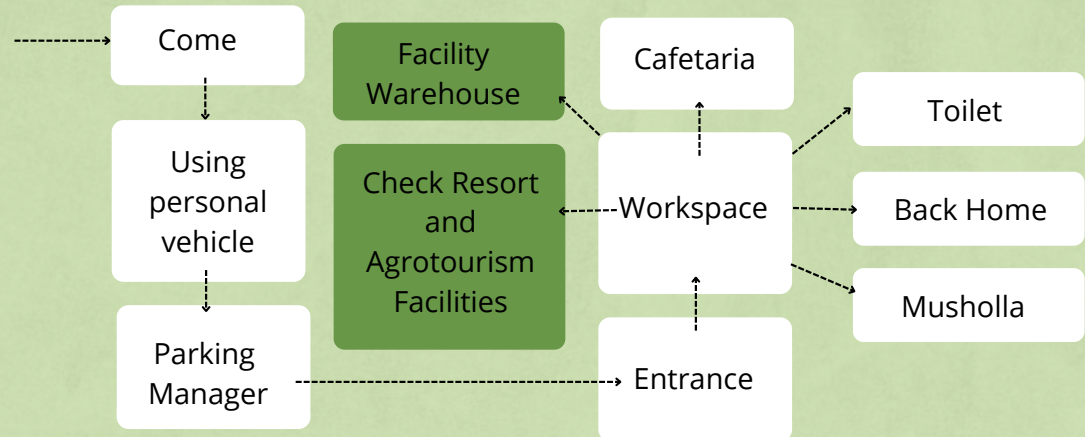 Come
Using
personal
vehicle
Parking
Manager
Facility
Warehouse
Check Resort
and
Agrotourism
Facilities
Cafetaria
Workspace
Entrance
Toilet
Back Home
Musholla